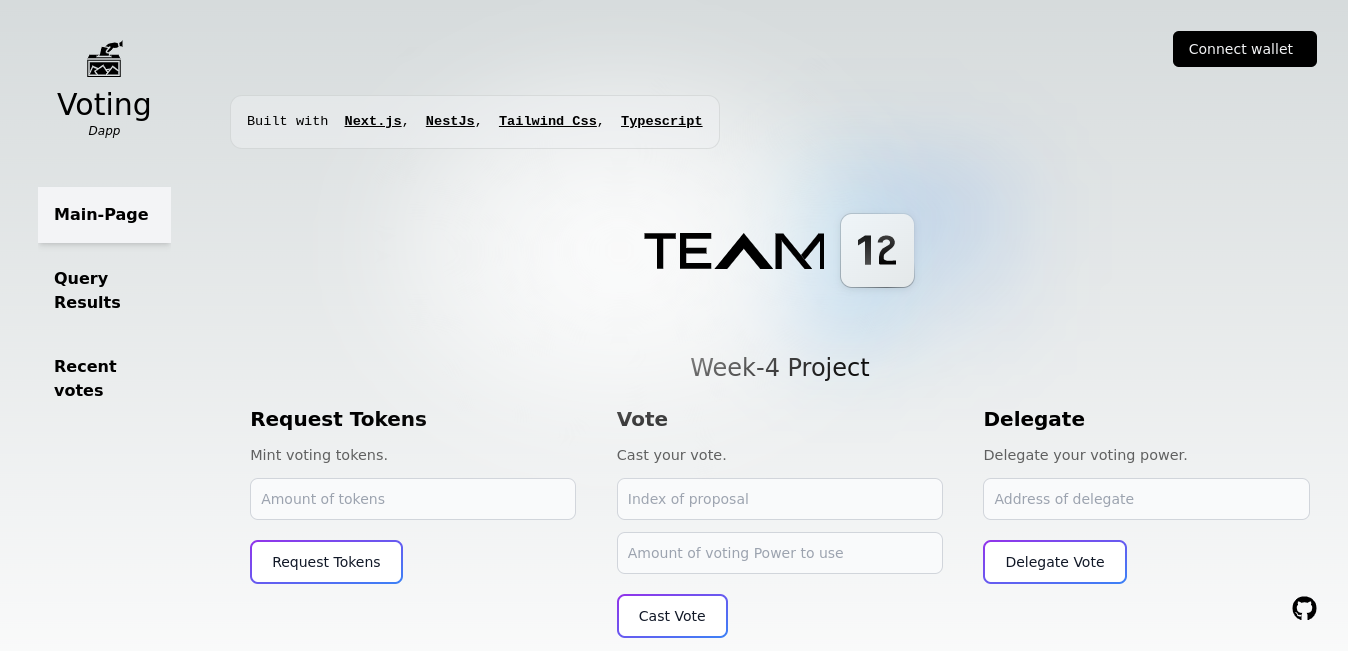 Voting
Dapp
Connect wallet
Built with Next.js, NestJs, Tailwind Css, Typescript
Main-Page
Query
Results
Recent
votes
TEAM 12
Week-4 Project
Request Tokens
Mint voting tokens.
Amount of tokens
Request Tokens
Vote
Cast your vote.
Index of proposal
Amount of voting Power to use
Cast Vote
Delegate
Delegate your voting power.
Address of delegate
Delegate Vote